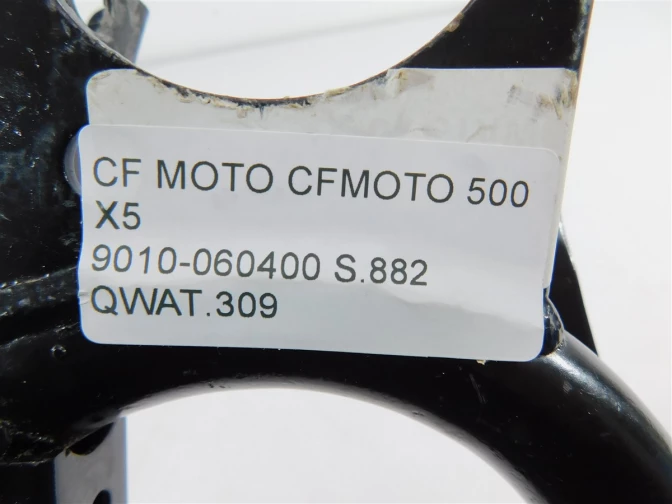 CF MOTO CFMOTO 500
X5
9010-060400 S.882
QWAT.309